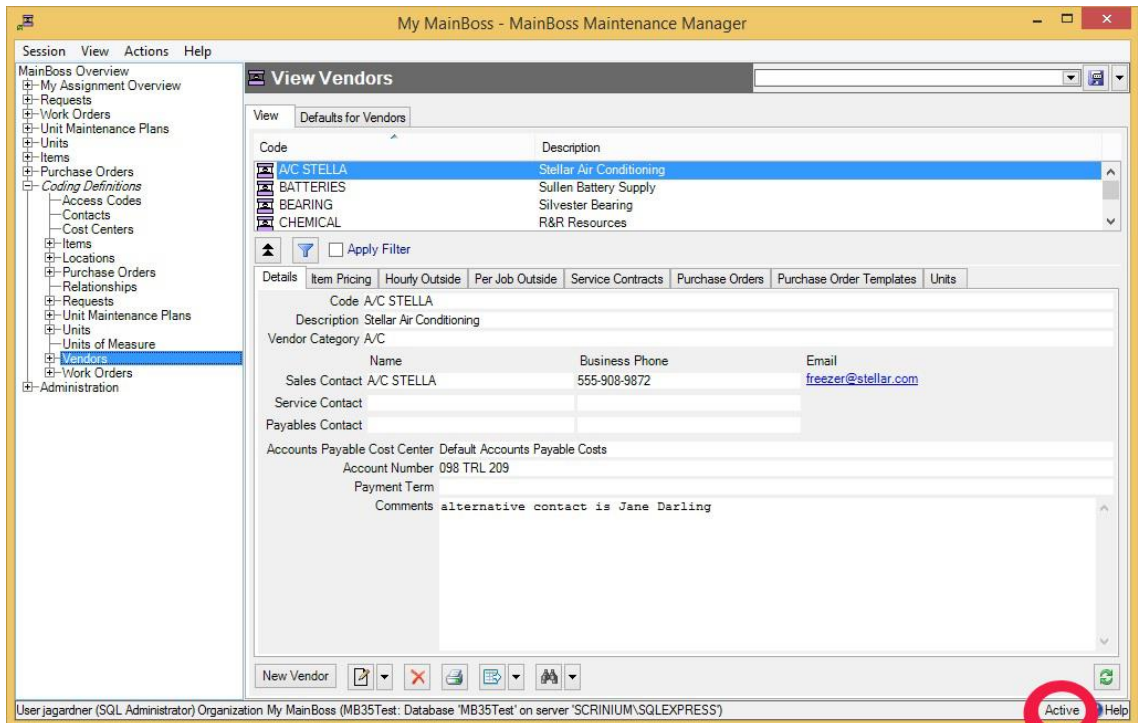 My MainBoss - MainBoss Maintenance Manager
Session View Actions Help
MainBoss Overview
My Assignment Overview
Requests
Work Orders
Unit Maintenance Plans
Units
Items
Purchase Orders
Coding Definitions
Access Codes
Contacts
Cost Centers
Items
Locations
Purchase Orders
Relationships
Requests
Unit Maintenance Plans
Units
Units of Measure
Vendors
Work Orders
Administration
View Vendors
View Defaults for Vendors
Code Description
A/C STELLA Stellar Air Conditioning
BATTERIES Sullen Battery Supply
BEARING Silvester Bearing
CHEMICAL R&R Resources
Apply Filter
Details Item Pricing Hourly Outside Per Job Outside Service Contracts Purchase Orders Purchase Order Templates Units
Code A/C STELLA
Description Stellar Air Conditioning
Vendor Category A/C
Name Business Phone Email
Sales Contact A/C STELLA 555-908-9872 freezer@stellar.com
Service Contact
Payables Contact
Accounts Payable Cost Center Default Accounts Payable Costs
Account Number 098 TRL 209
Payment Term
Comments alternative contact is Jane Darling
New Vendor
User jagardner (SQL Administrator) Organization My MainBoss (MB35Test: Database 'MB35Test' on server 'SCRINIUM\SQLEXPRESS') Active Help